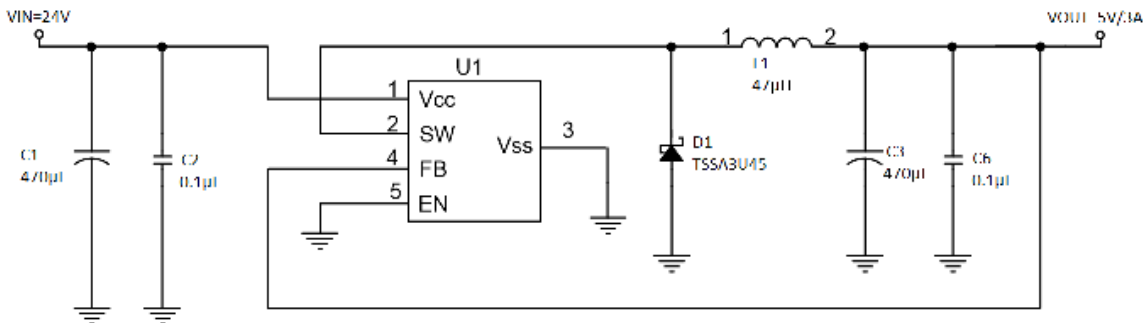 VIN=24V
VOUT 5V/3A
U1
1 Vcc
2 SW
4 FB
5 EN
Vss 3
1 2
47µH
D1
TSSA3U45
C1
470µF
C2
0.1µF
C3
470µF
C6
0.1µF